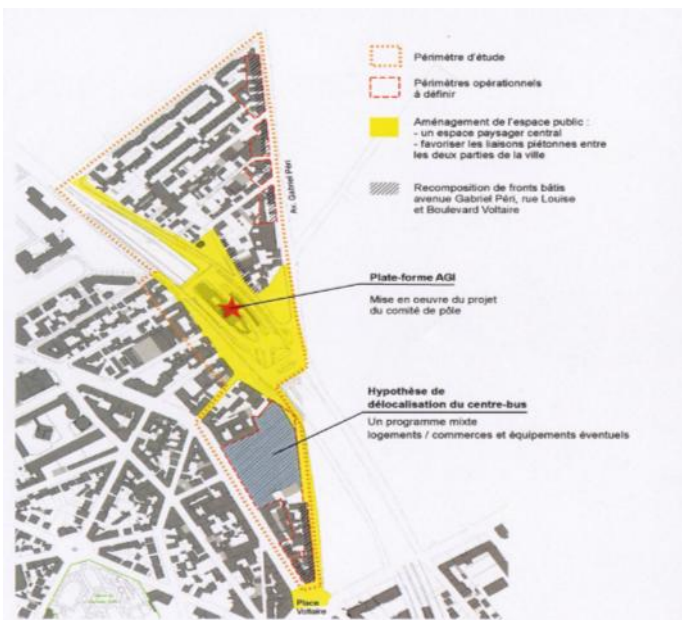 Périmètre d'étude
Périmètres opérationnels
à définir
Aménagement de l'espace public :
- un espace paysager central
- favoriser les liaisons piétonnes entre
les deux parties de la ville
Recomposition de fronts bâtis
avenue Gabriel Péri, rue Louise
et Boulevard Voltaire
Av. Gabriel Péri
Plate-forme AGI
Mise en oeuvre du projet
du comité de pôle
Hypothèse de
délocalisation du centre-bus
Un programme mixte
logements / commerces et équipements éventuels
Place
Voltaire